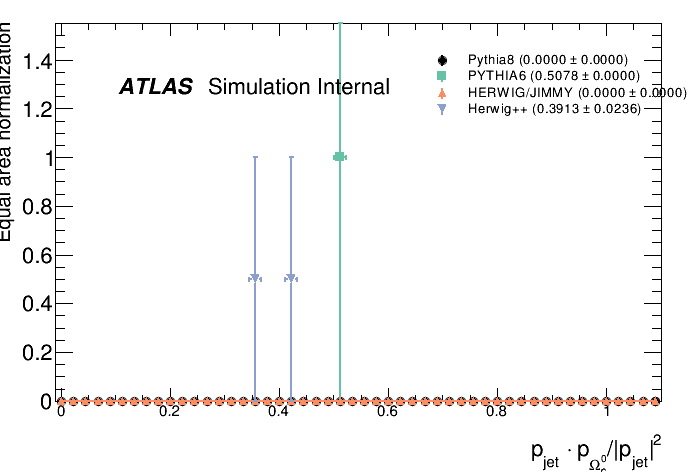 Equal area normalization
1.4
1.2
1
0.8
0.6
0.4
0.2
0
ATLAS Simulation Internal
Pythia8 (0.0000 ± 0.0000)
PYTHIA6 (0.5078 ± 0.0000)
HERWIG/JIMMY (0.0000 ± 0.0000)
Herwig++ (0.3913 ± 0.0236)
0 0.2 0.4 0.6 0.8 1
p_jet · p_Ω⁰/|p_jet|²